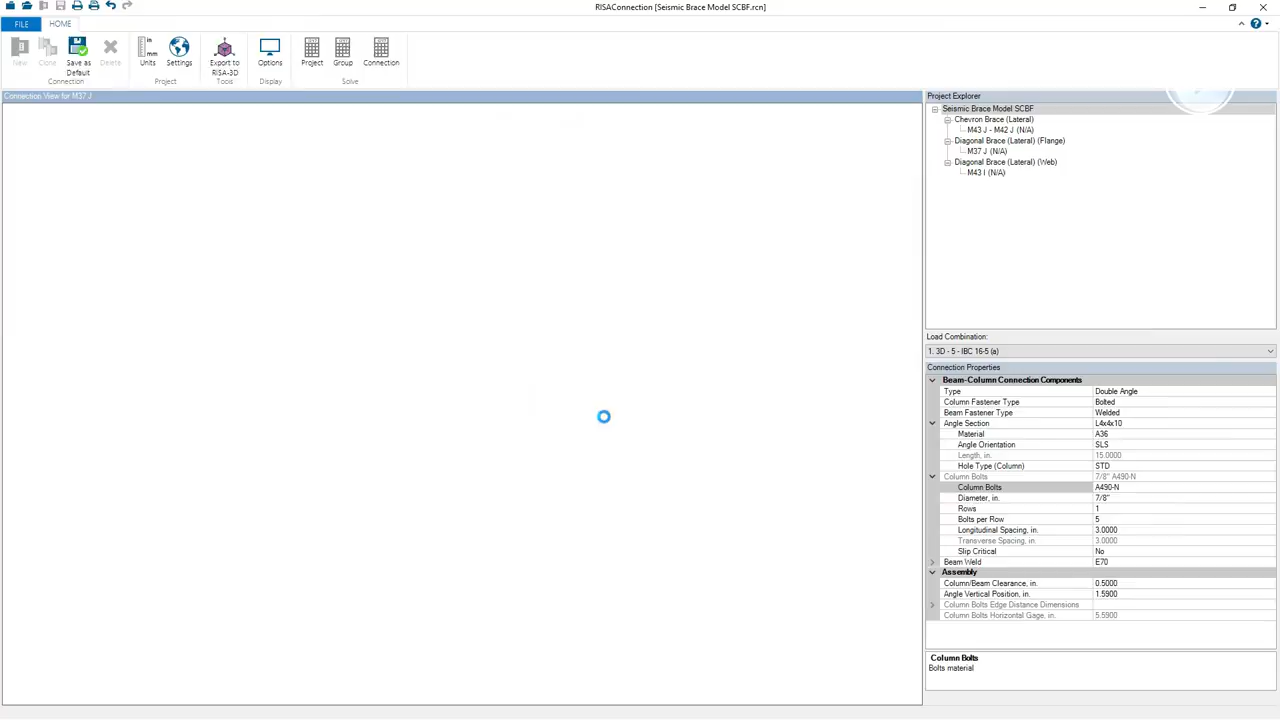 RISAConnection [Seismic Brace Model SCBF.rcn]
FILE
HOME
New
Clone
Save as Default
Delete
Units
Settings
Export to RISA-3D
Options
Project
Group
Connection
Connection
Project
Tools
Display
Solve
Connection View for M37 J
Project Explorer
Seismic Brace Model SCBF
Chevron Brace (Lateral)
M43 J - M42 J (N/A)
Diagonal Brace (Lateral) (Flange)
M37 J (N/A)
Diagonal Brace (Lateral) (Web)
M43 I (N/A)
Load Combination:
1. 3D - 5 - IBC 16-5 (a)
Connection Properties
Beam-Column Connection Components
Type Double Angle
Column Fastener Type Bolted
Beam Fastener Type Welded
Angle Section L4x4x10
Material A36
Angle Orientation SLS
Length, in. 15.0000
Hole Type (Column) STD
Column Bolts 7/8" A490-N
Column Bolts A490-N
Diameter, in. 7/8"
Rows 1
Bolts per Row 5
Longitudinal Spacing, in. 3.0000
Transverse Spacing, in. 3.0000
Slip Critical No
Beam Weld E70
Assembly
Column/Beam Clearance, in. 0.5000
Angle Vertical Position, in. 1.5900
Column Bolts Edge Distance Dimensions
Column Bolts Horizontal Gage, in. 5.5900
Column Bolts
Bolts material